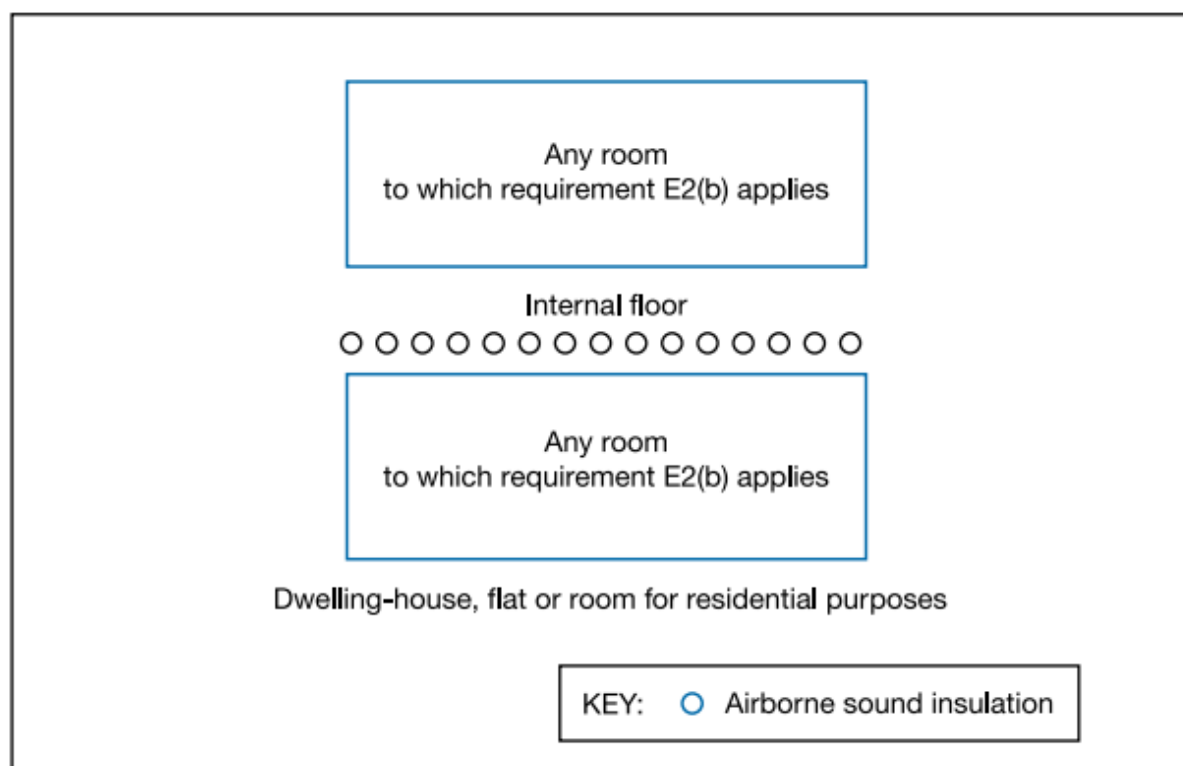 Any room
to which requirement E2(b) applies
Internal floor
Any room
to which requirement E2(b) applies
Dwelling-house, flat or room for residential purposes
KEY: Airborne sound insulation